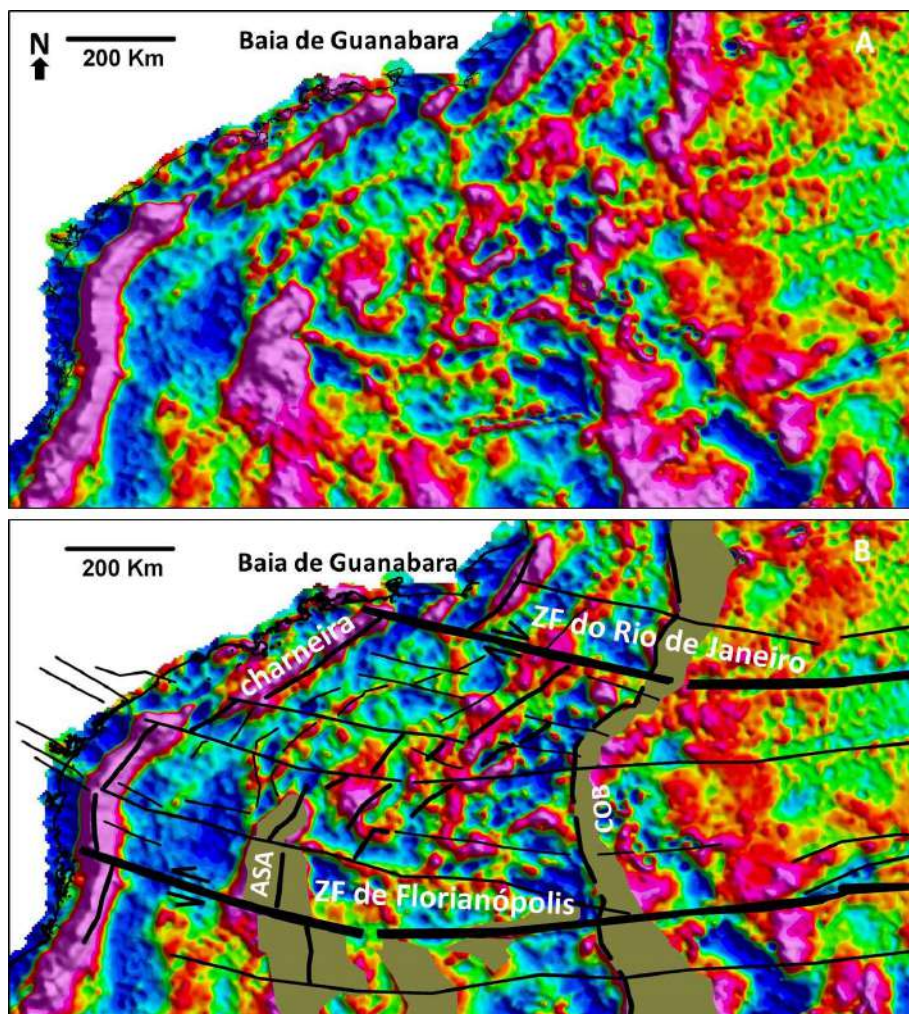 N
200 Km
Baia de Guanabara
A
200 Km
Baia de Guanabara
B
charneira
ZF do Rio de Janeiro
COB
ASA
ZF de Florianópolis